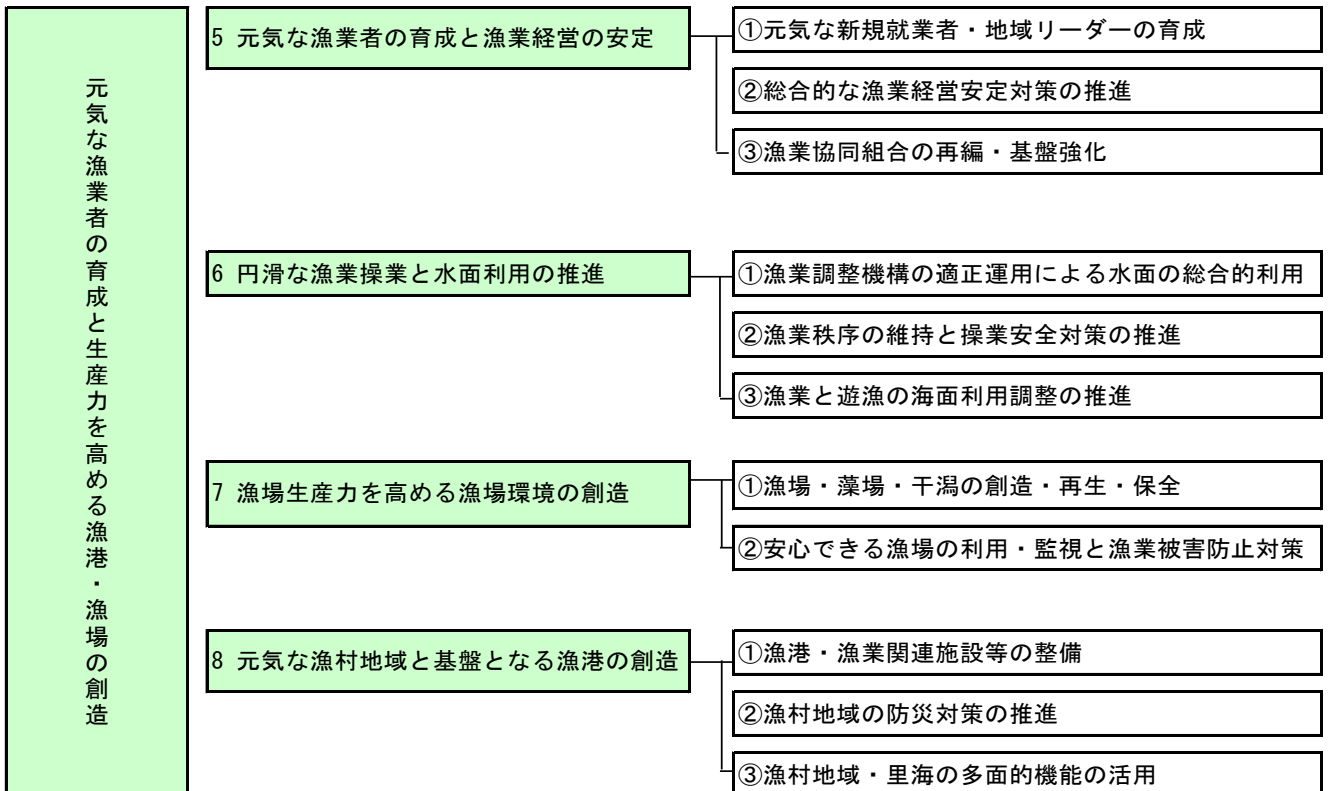 元気な漁業者の育成と生産力を高める漁港・漁場の創造
5 元気な漁業者の育成と漁業経営の安定
①元気な新規就業者・地域リーダーの育成
②総合的な漁業経営安定対策の推進
③漁業協同組合の再編・基盤強化
6 円滑な漁業操業と水面利用の推進
①漁業調整機構の適正運用による水面の総合的利用
②漁業秩序の維持と操業安全対策の推進
③漁業と遊漁の海面利用調整の推進
7 漁場生産力を高める漁場環境の創造
①漁場・藻場・干潟の創造・再生・保全
②安心できる漁場の利用・監視と漁業被害防止対策
8 元気な漁村地域と基盤となる漁港の創造
①漁港・漁業関連施設等の整備
②漁村地域の防災対策の推進
③漁村地域・里海の多面的機能の活用